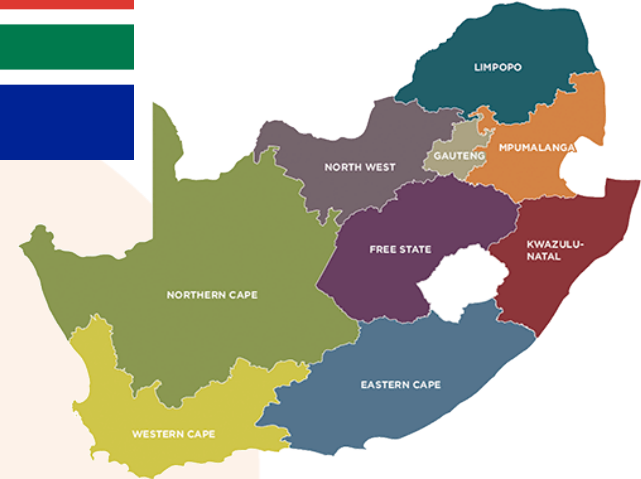 LIMPOPO
MPUMALANGA
GAUTENG
NORTH WEST
FREE STATE
KWAZULU-
NATAL
NORTHERN CAPE
EASTERN CAPE
WESTERN CAPE